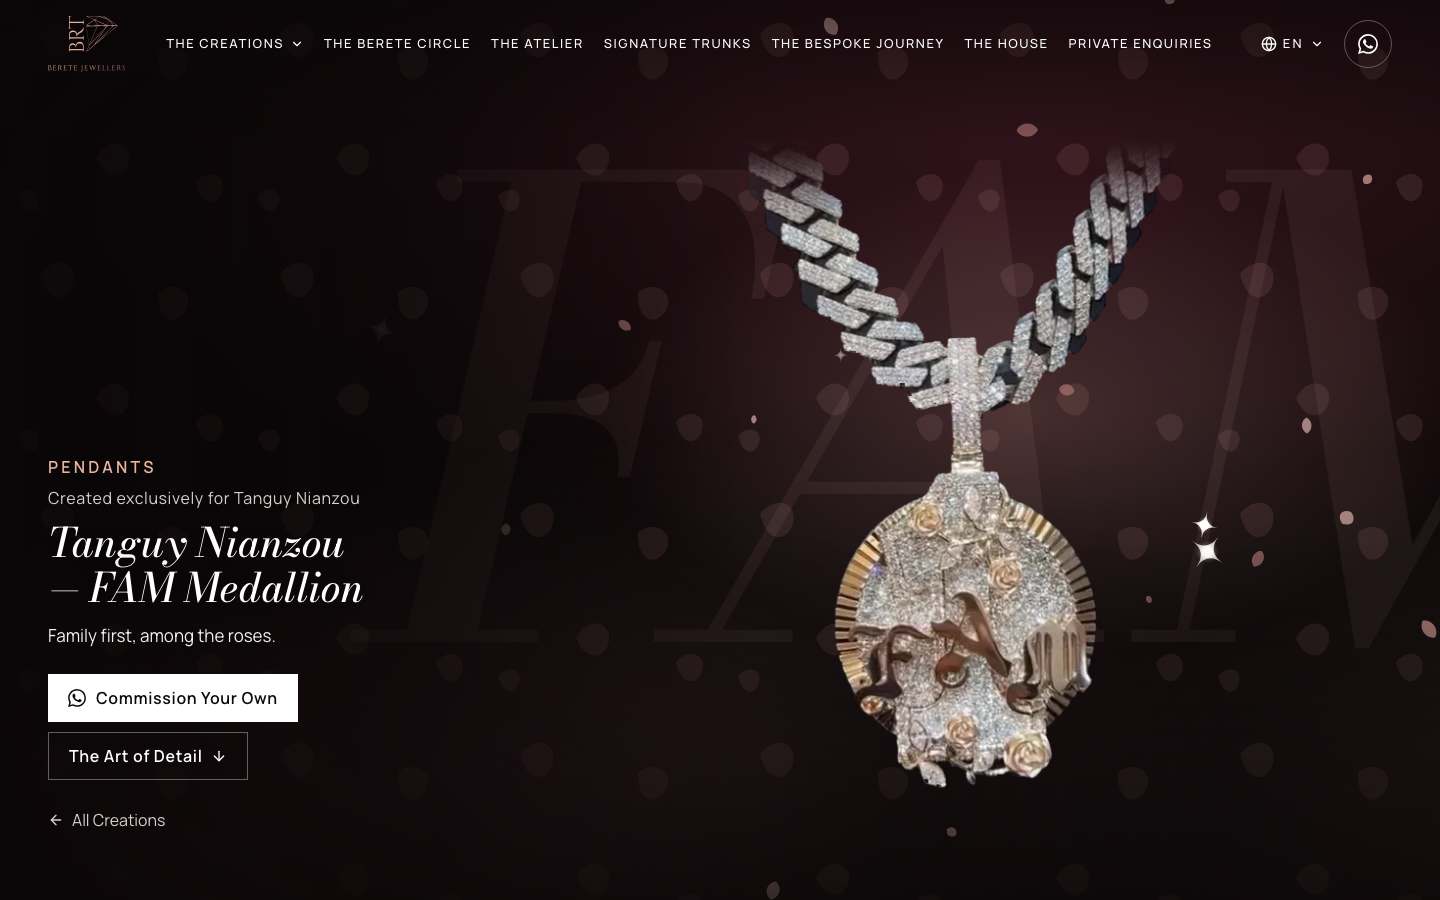 BRT
BERETE JEWELLERS
THE CREATIONS
THE BERETE CIRCLE
THE ATELIER
SIGNATURE TRUNKS
THE BESPOKE JOURNEY
THE HOUSE
PRIVATE ENQUIRIES
EN
FAM
PENDANTS
Created exclusively for Tanguy Nianzou
Tanguy Nianzou
— FAM Medallion
Family first, among the roses.
Commission Your Own
The Art of Detail ↓
← All Creations
FAM